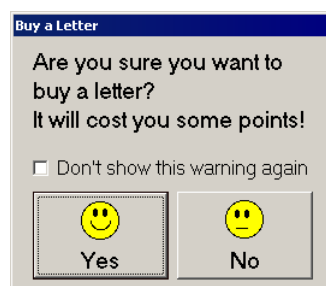 Buy a Letter
Are you sure you want to
buy a letter?
It will cost you some points!
Don't show this warning again
Yes No